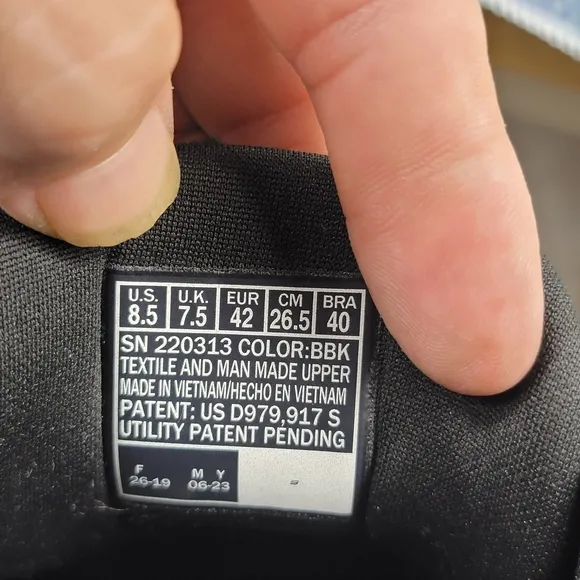 U.S. U.K. EUR CM BRA
8.5 7.5 42 26.5 40
SN 220313 COLOR:BBK
TEXTILE AND MAN MADE UPPER
MADE IN VIETNAM/HECHO EN VIETNAM
PATENT: US D979,917 S
UTILITY PATENT PENDING
F M Y
26-19 06-23